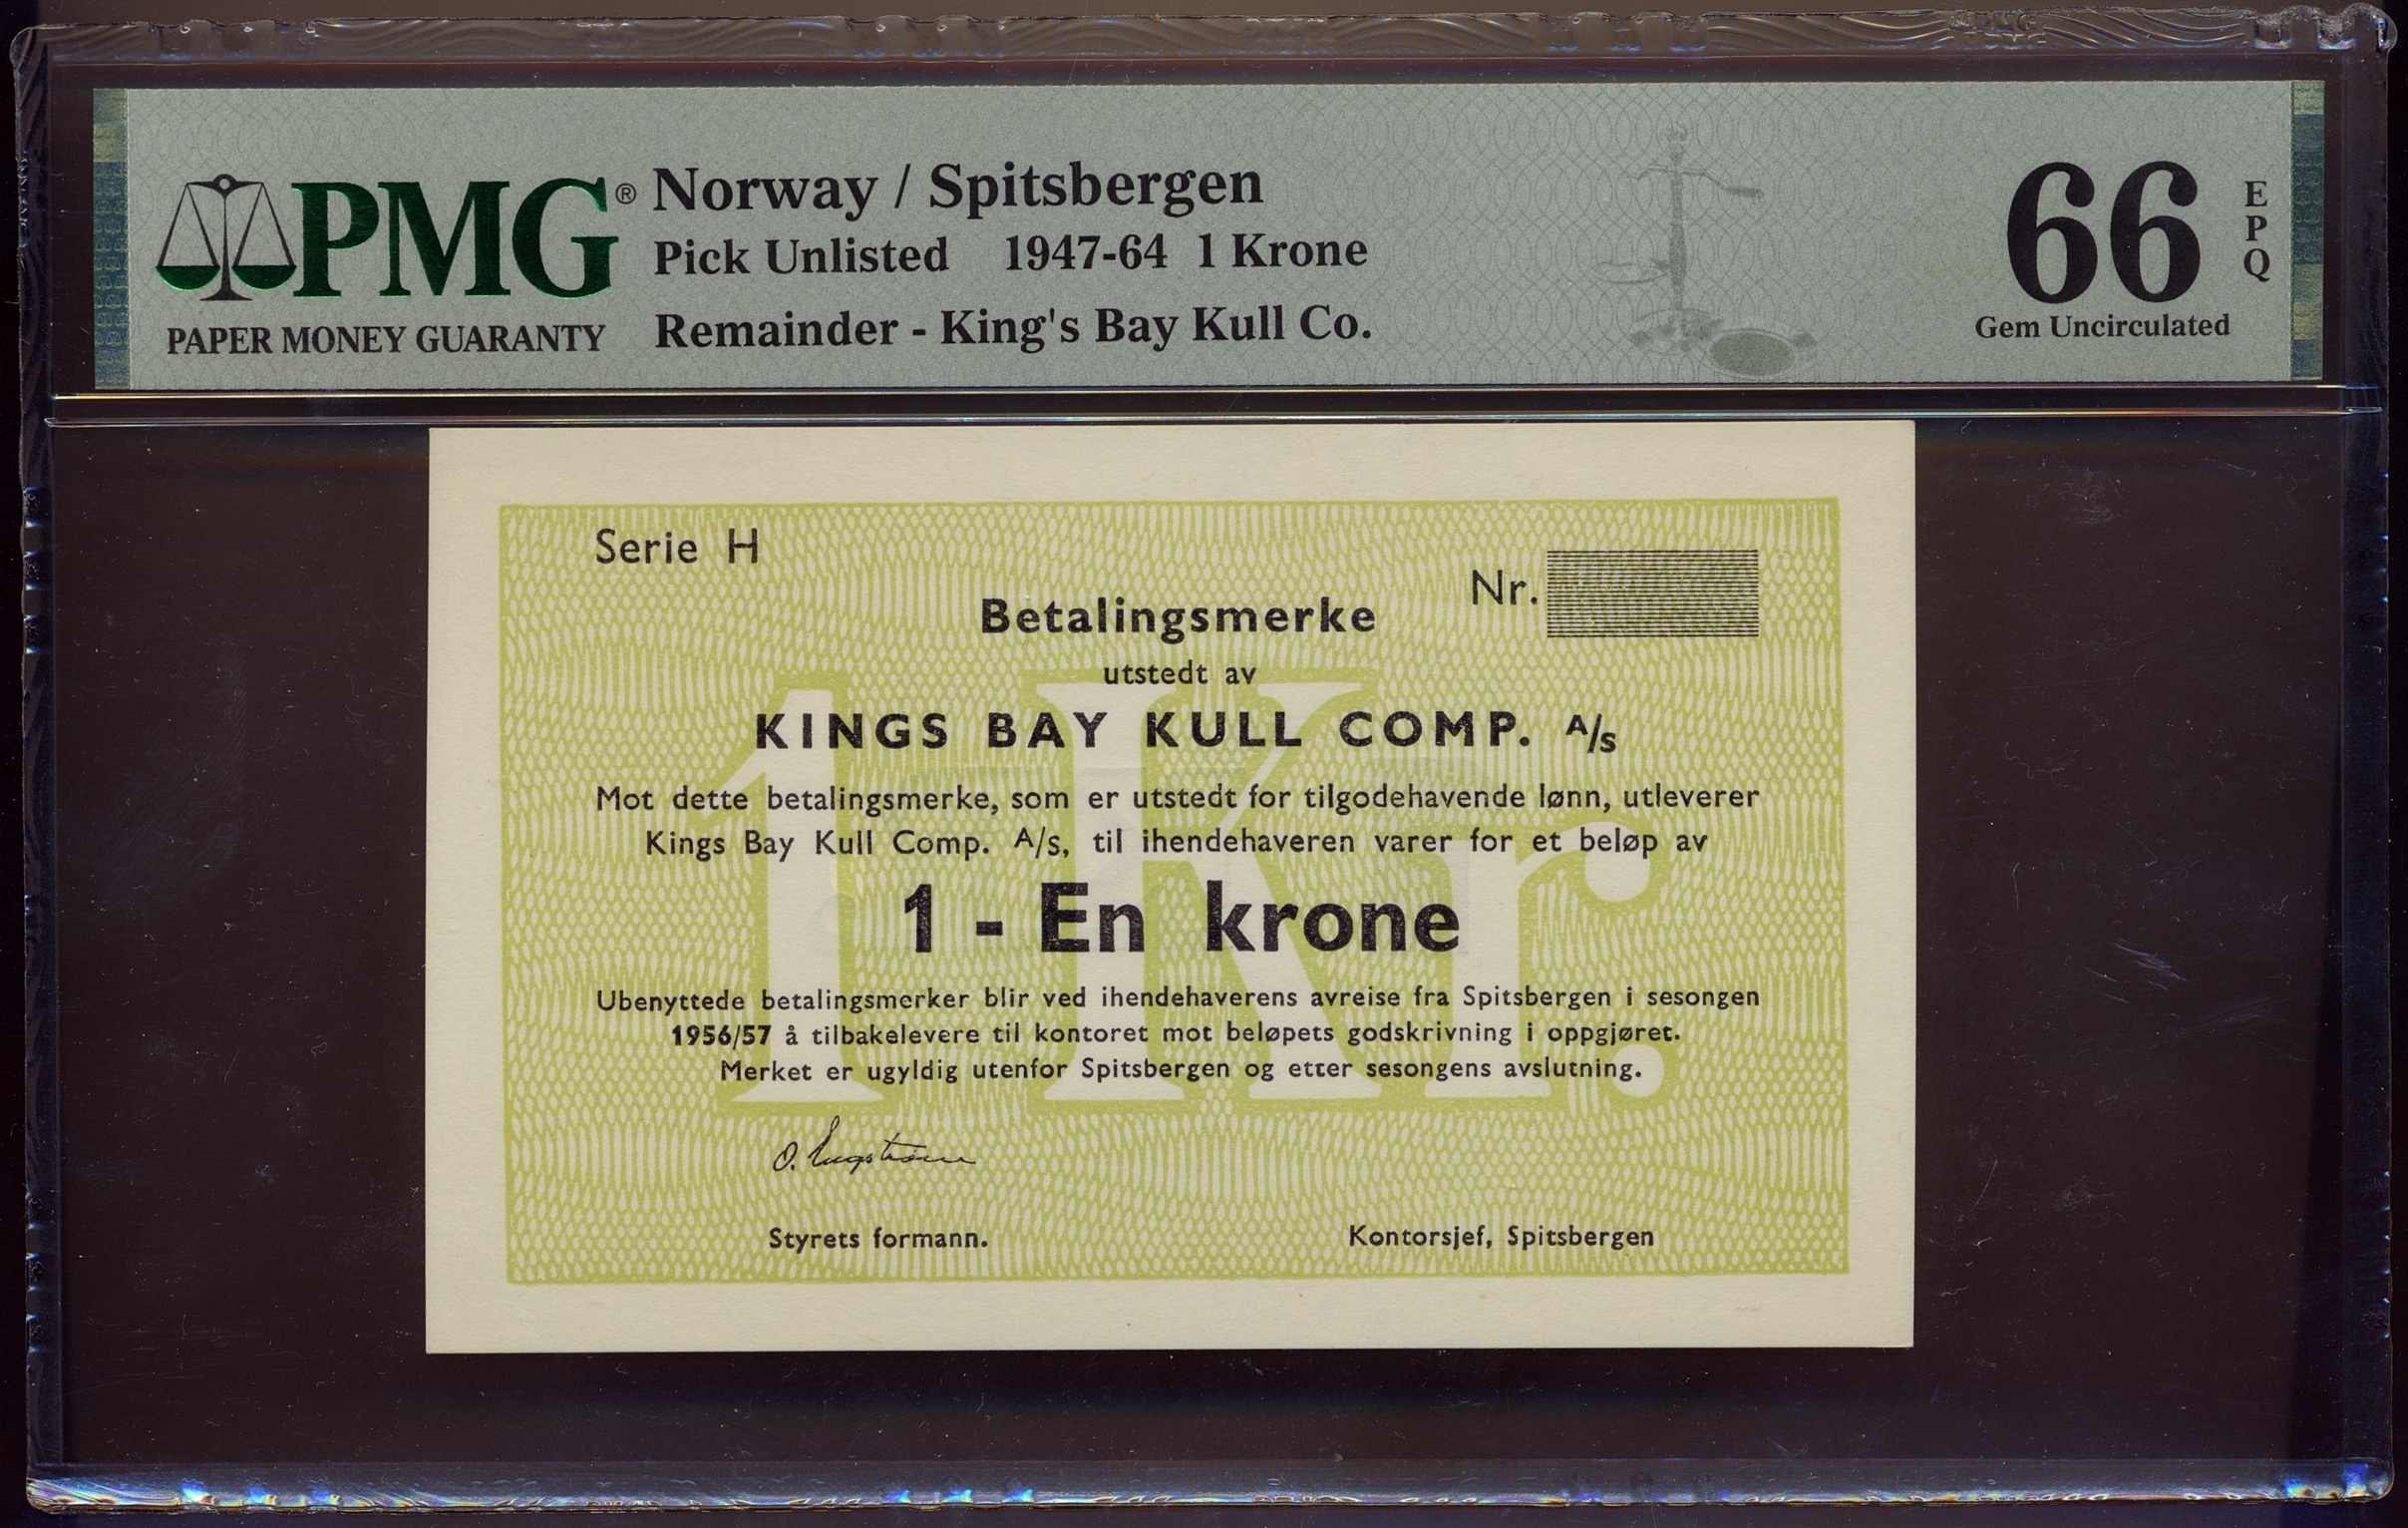 PMG®
PAPER MONEY GUARANTY
Norway / Spitsbergen
Pick Unlisted 1947-64 1 Krone
Remainder - King's Bay Kull Co.
66
EPQ
Gem Uncirculated
Serie H
Nr.
Betalingsmerke
utstedt av
KINGS BAY KULL COMP. A/s
Mot dette betalingsmerke, som er utstedt for tilgodehavende lønn, utleverer
Kings Bay Kull Comp. A/s, til ihendehaveren varer for et beløp av
1 - En krone
1 Kr.
Ubenyttede betalingsmerker blir ved ihendehaverens avreise fra Spitsbergen i sesongen
1956/57 å tilbakelevere til kontoret mot beløpets godskrivning i oppgjøret.
Merket er ugyldig utenfor Spitsbergen og etter sesongens avslutning.
O. Engstrøm
Styrets formann.
Kontorsjef, Spitsbergen